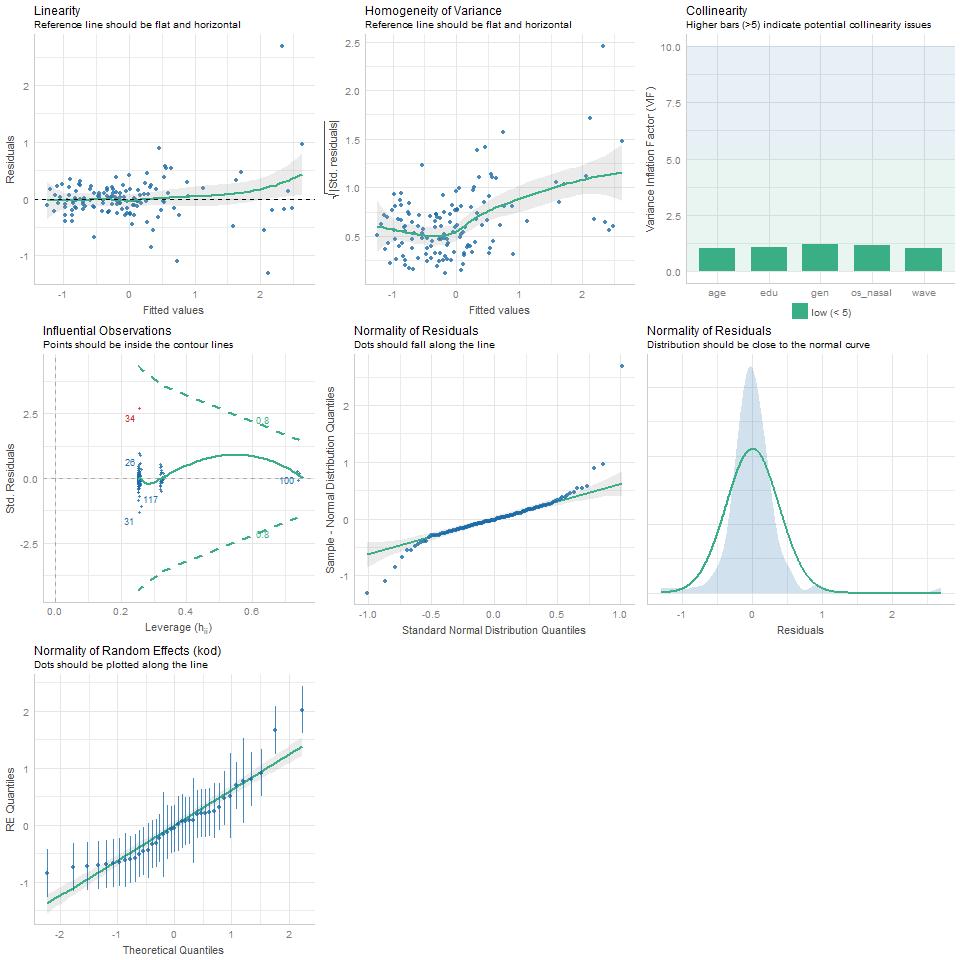 Linearity
Reference line should be flat and horizontal
Residuals
2
1
0
-1
-1
0
1
2
Fitted values
Homogeneity of Variance
Reference line should be flat and horizontal
√|Std. residuals|
2.5
2.0
1.5
1.0
0.5
-1
0
1
2
Fitted values
Collinearity
Higher bars (>5) indicate potential collinearity issues
Variance Inflation Factor (VIF)
10.0
7.5
5.0
2.5
0.0
age
edu
gen
os_nasal
wave
low (< 5)
Influential Observations
Points should be inside the contour lines
Std. Residuals
2.5
0.0
-2.5
34
26
117
31
100
0.8
0.8
0.0
0.2
0.4
0.6
Leverage (hii)
Normality of Residuals
Dots should fall along the line
Sample - Normal Distribution Quantiles
2
1
0
-1
-1.0
-0.5
0.0
0.5
1.0
Standard Normal Distribution Quantiles
Normality of Residuals
Distribution should be close to the normal curve
-1
0
1
2
Residuals
Normality of Random Effects (kod)
Dots should be plotted along the line
RE Quantiles
2
1
0
-1
-2
-1
0
1
2
Theoretical Quantiles